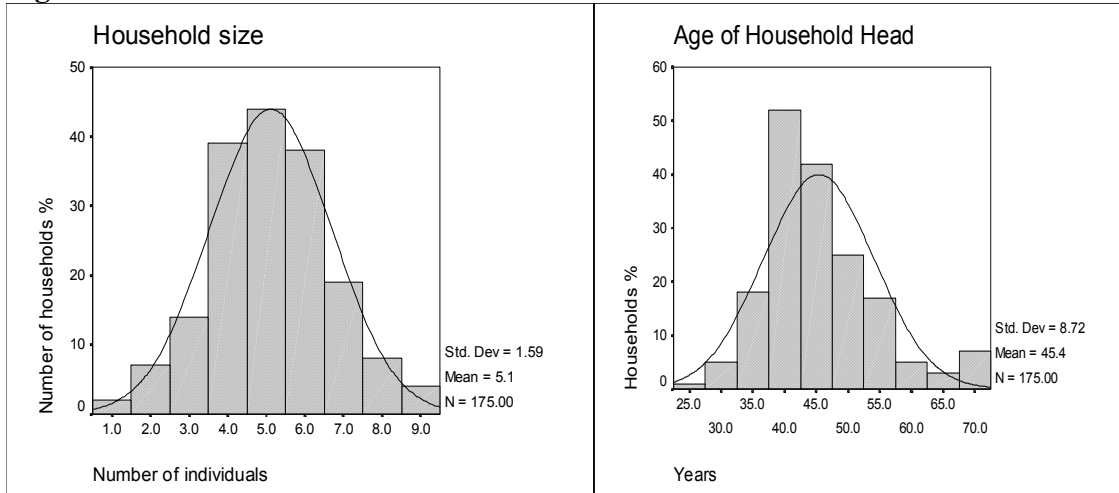 Household size
50
40
30
20
10
0
Number of households %
1.0 2.0 3.0 4.0 5.0 6.0 7.0 8.0 9.0
Number of individuals
Std. Dev = 1.59
Mean = 5.1
N = 175.00
Age of Household Head
60
50
40
30
20
10
0
Households %
25.0 35.0 45.0 55.0 65.0
30.0 40.0 50.0 60.0 70.0
Years
Std. Dev = 8.72
Mean = 45.4
N = 175.00